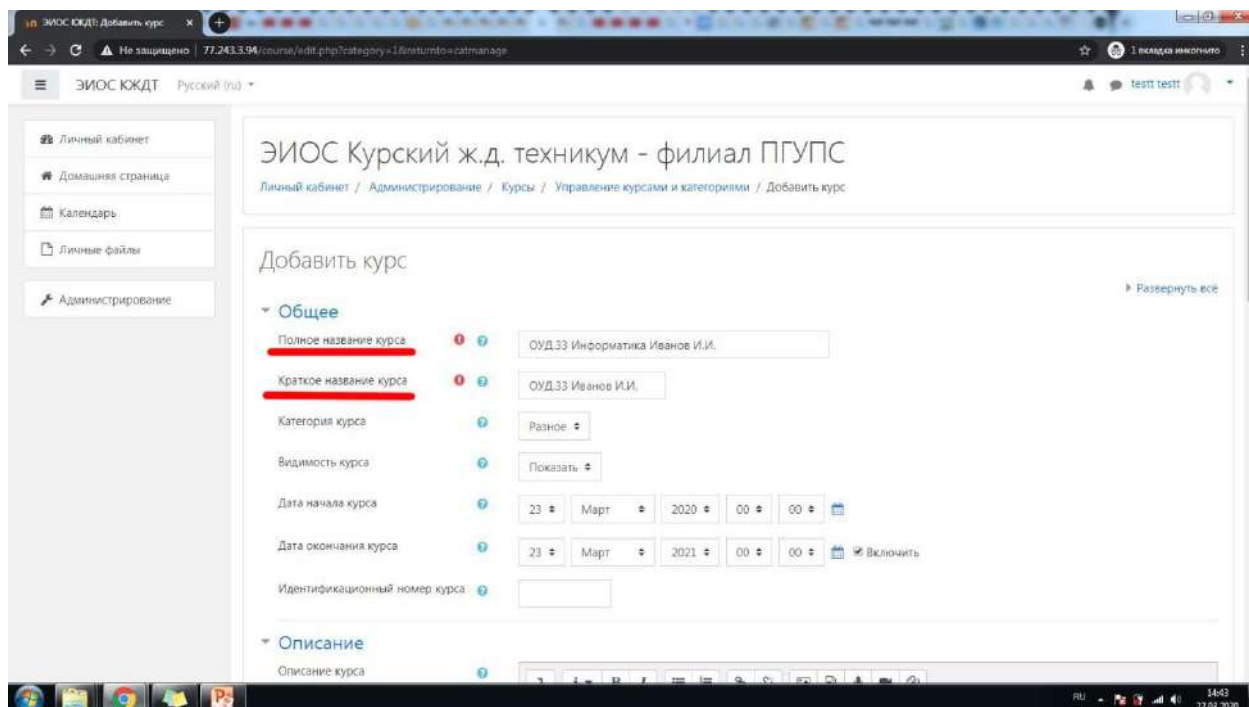 ЭИОС КЖДТ: Добавить курс
Не защищено | 77.243.3.94/course/edit.php?category=1&returnto=catmanage
1 вкладка инкогнито
ЭИОС КЖДТ Русский (ru)
testt testt
Личный кабинет
Домашняя страница
Календарь
Личные файлы
Администрирование
ЭИОС Курский ж.д. техникум - филиал ПГУПС
Личный кабинет / Администрирование / Курсы / Управление курсами и категориями / Добавить курс
Добавить курс
Развернуть всё
Общее
Полное название курса ОУД.33 Информатика Иванов И.И.
Краткое название курса ОУД.33 Иванов И.И.
Категория курса Разное
Видимость курса Показать
Дата начала курса 23 Март 2020 00 00
Дата окончания курса 23 Март 2021 00 00 Включить
Идентификационный номер курса
Описание
Описание курса
RU 14:43
22.03.2020